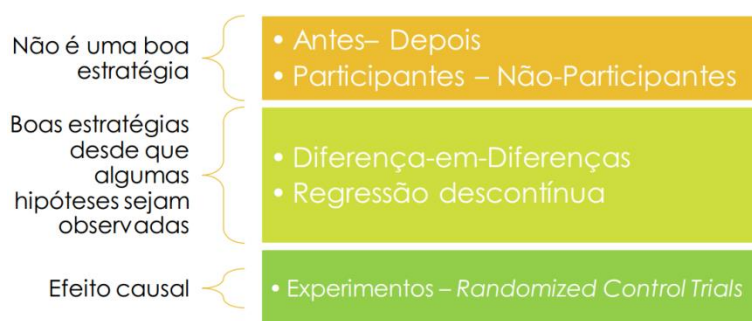 Não é uma boa
estratégia
• Antes– Depois
• Participantes – Não-Participantes
Boas estratégias
desde que
algumas
hipóteses sejam
observadas
• Diferença-em-Diferenças
• Regressão descontínua
Efeito causal
• Experimentos – Randomized Control Trials